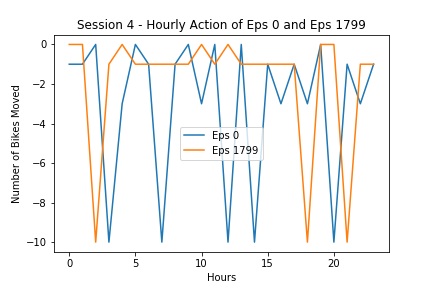 Session 4 - Hourly Action of Eps 0 and Eps 1799
0
−2
−4
−6
−8
−10
Number of Bikes Moved
Eps 0
Eps 1799
0 5 10 15 20
Hours